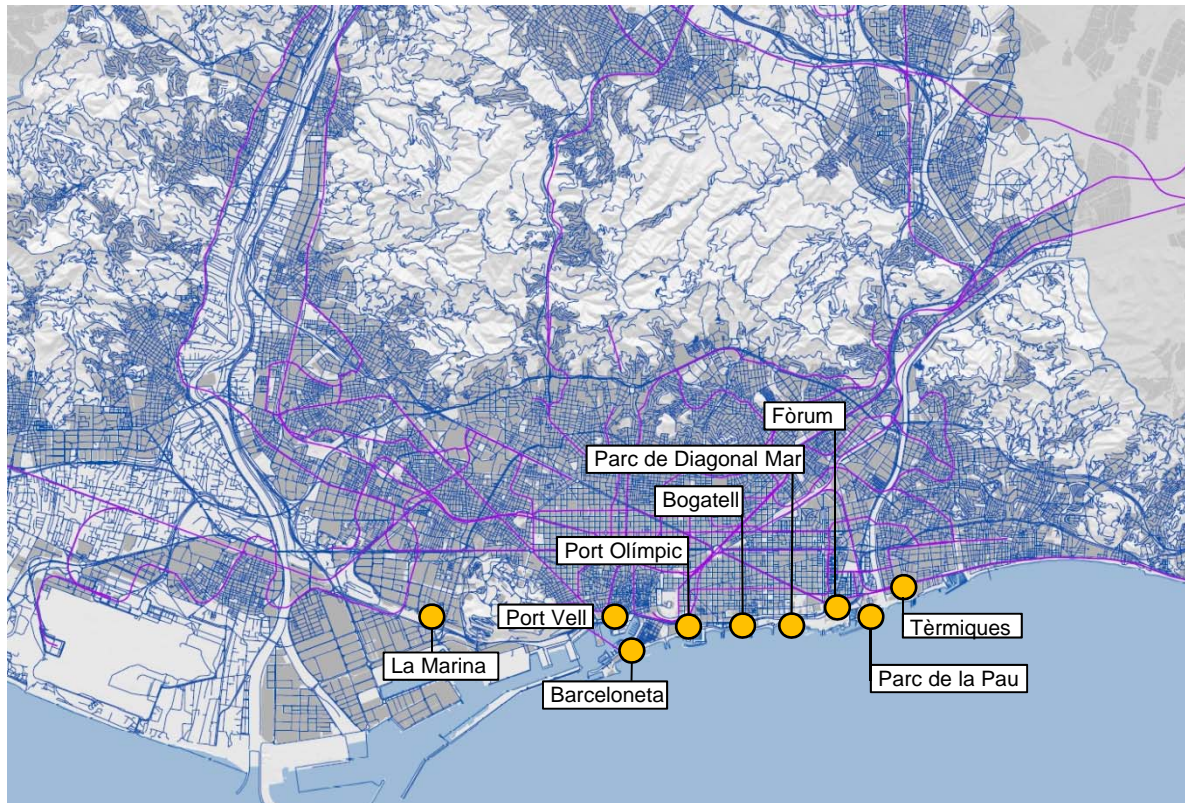 Fòrum
Parc de Diagonal Mar
Bogatell
Port Olímpic
Port Vell
Tèrmiques
La Marina
Parc de la Pau
Barceloneta